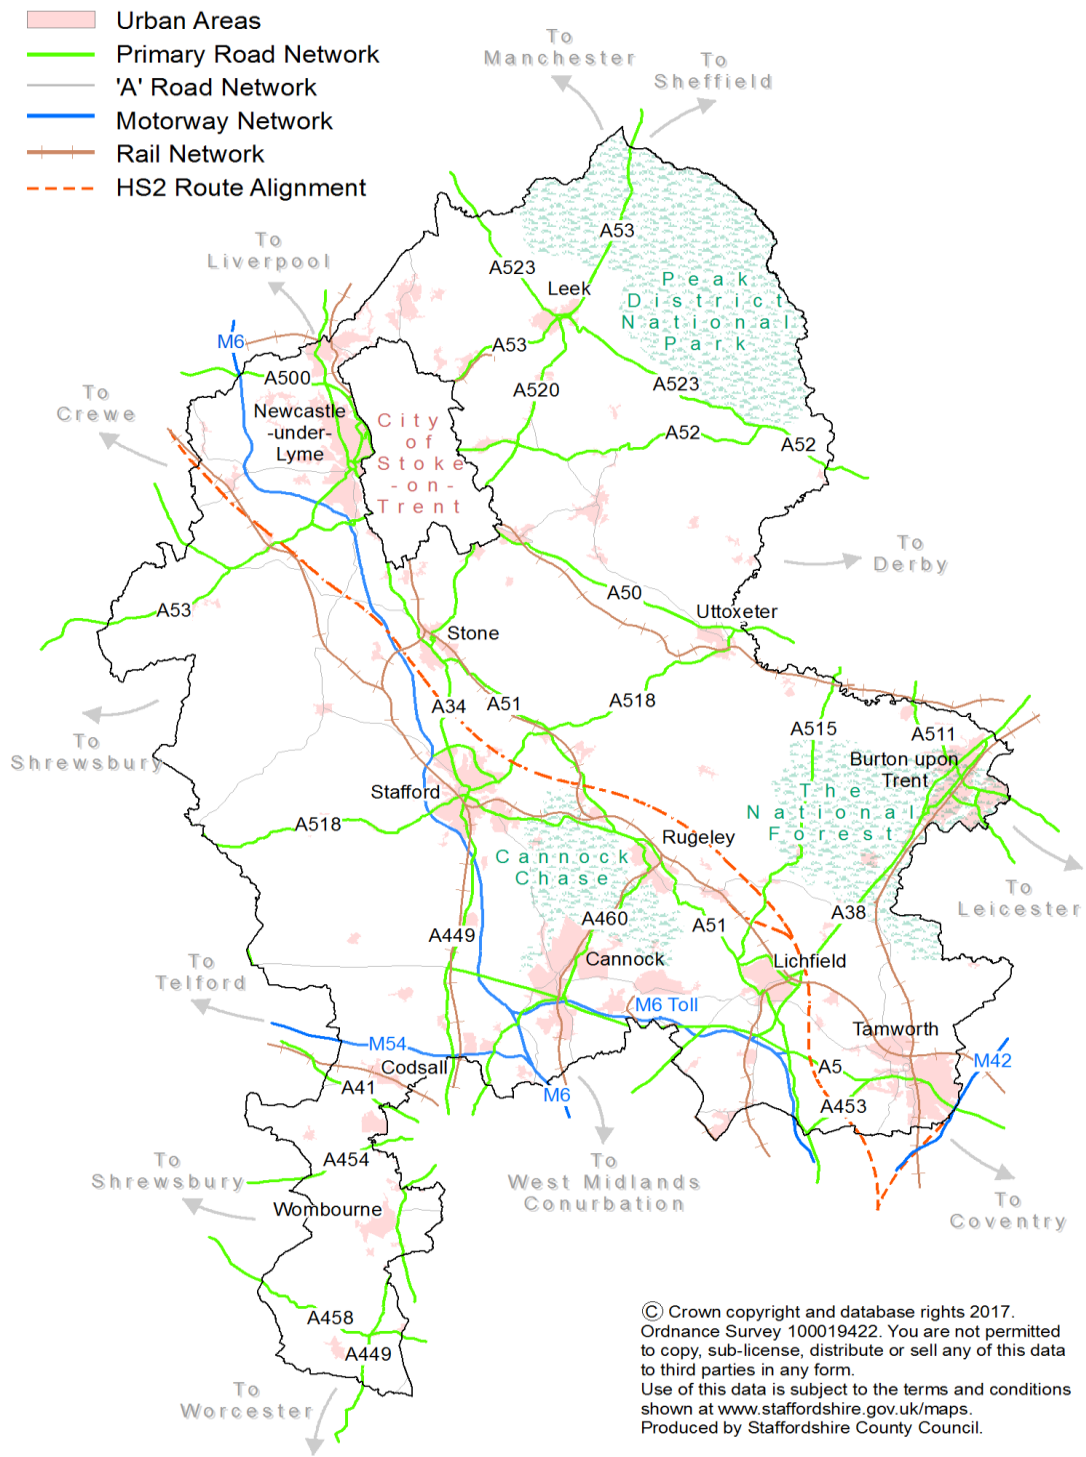 Urban Areas
Primary Road Network
'A' Road Network
Motorway Network
Rail Network
HS2 Route Alignment
To
Manchester
To
Sheffield
To
Liverpool
A53
A523
Leek
Peak
District
National
Park
M6
A53
A500
A520
A523
To
Crewe
Newcastle
-under-
Lyme
City
of
Stoke
-on-
Trent
A52
A52
To
Derby
A50
A53
Uttoxeter
Stone
A34
A51
A518
A515
A511
To
Shrewsbury
Burton upon
Trent
Stafford
The
National
Forest
A518
Rugeley
Cannock
Chase
To
Leicester
A460
A51
A38
A449
Cannock
Lichfield
To
Telford
M6 Toll
Tamworth
M54
Codsall
A5
M42
A41
M6
A453
A454
To
Shrewsbury
To
West Midlands
Conurbation
To
Coventry
Wombourne
A458
A449
To
Worcester
© Crown copyright and database rights 2017.
Ordnance Survey 100019422. You are not permitted
to copy, sub-license, distribute or sell any of this data
to third parties in any form.
Use of this data is subject to the terms and conditions
shown at www.staffordshire.gov.uk/maps.
Produced by Staffordshire County Council.